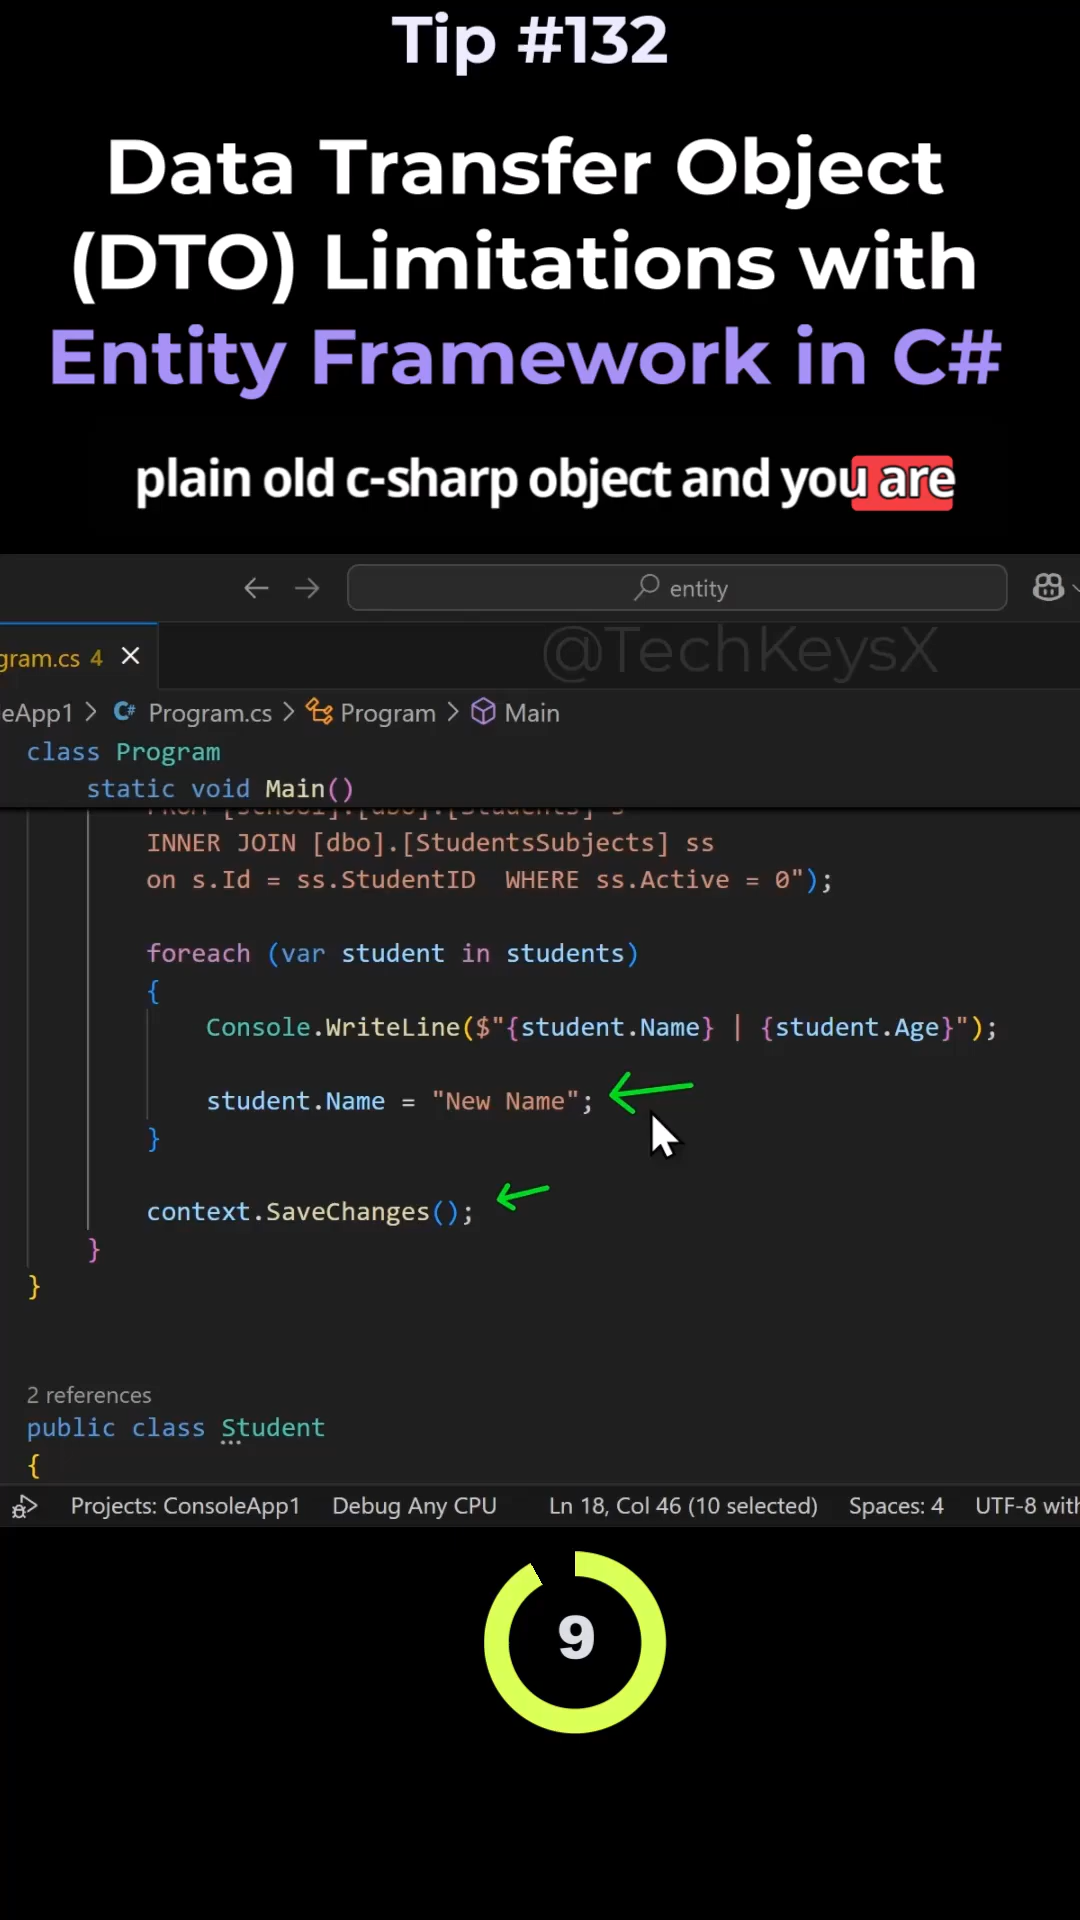 Tip #132
Data Transfer Object
(DTO) Limitations with
Entity Framework in C#
plain old c-sharp object and you are
entity
gram.cs 4
@TechKeysX
eApp1 > C# Program.cs > Program > Main
class Program
static void Main()
FROM [School].[dbo].[Students] s
INNER JOIN [dbo].[StudentsSubjects] ss
on s.Id = ss.StudentID  WHERE ss.Active = 0");
foreach (var student in students)
{
Console.WriteLine($"{student.Name} | {student.Age}");
student.Name = "New Name";
}
context.SaveChanges();
}
}
2 references
public class Student
{
Projects: ConsoleApp1 Debug Any CPU Ln 18, Col 46 (10 selected) Spaces: 4 UTF-8 with
9